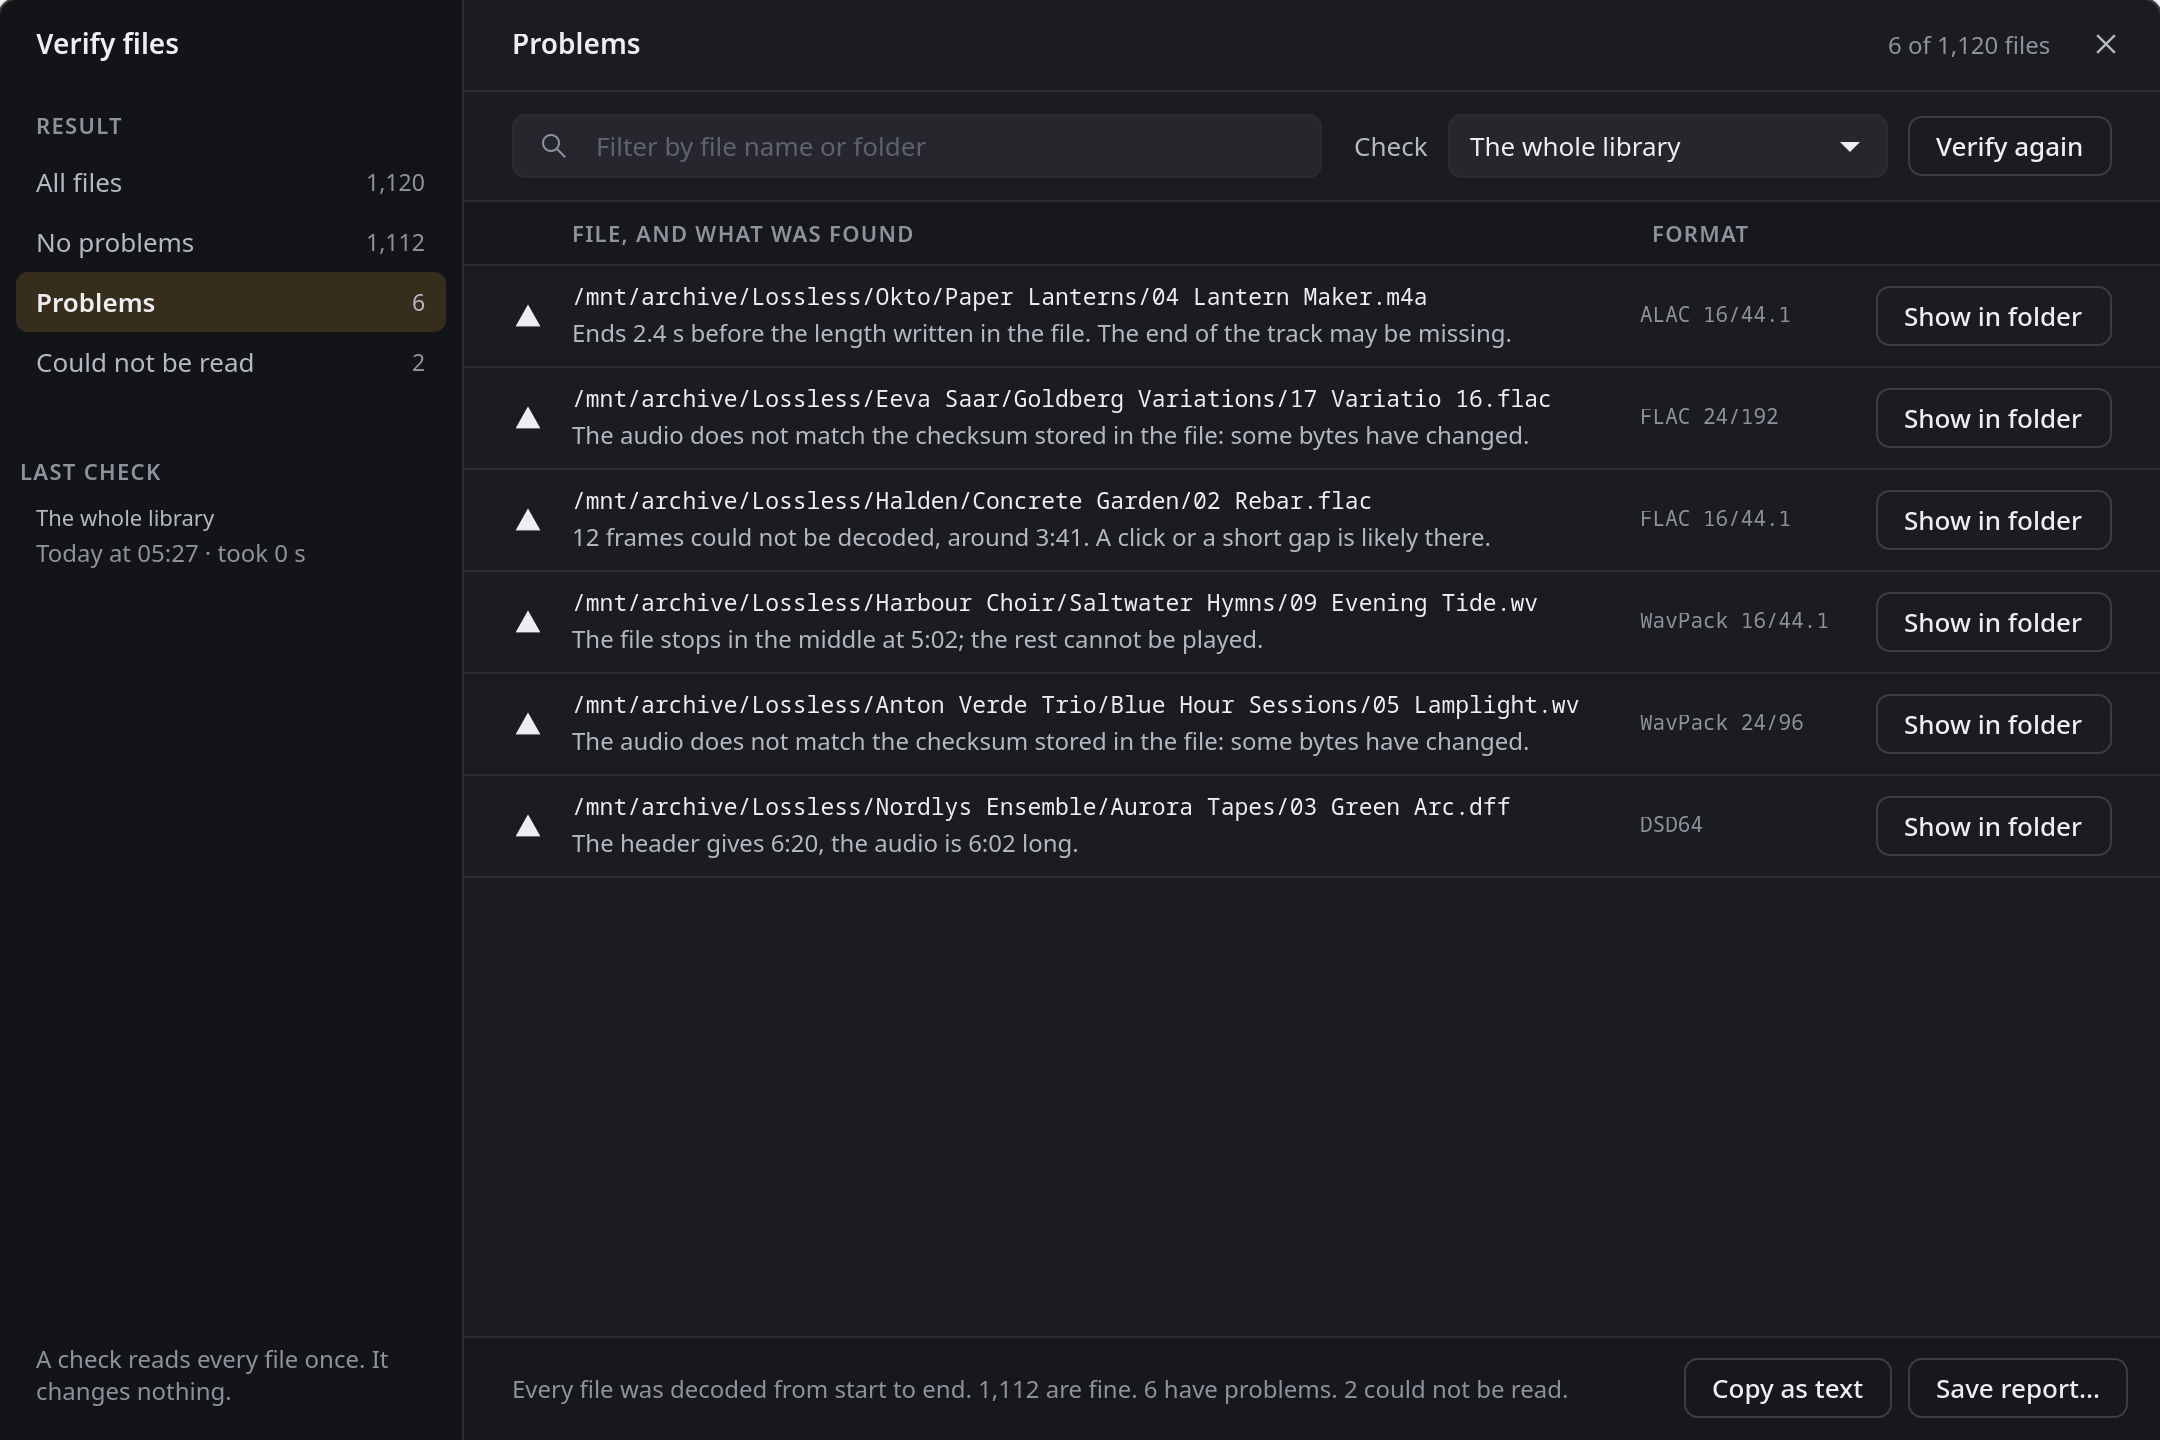 Verify files
RESULT
All files 1,120
No problems 1,112
Problems 6
Could not be read 2
LAST CHECK
The whole library
Today at 05:27 · took 0 s
A check reads every file once. It
changes nothing.
Problems 6 of 1,120 files
Filter by file name or folder Check The whole library Verify again
FILE, AND WHAT WAS FOUND FORMAT
/mnt/archive/Lossless/Okto/Paper Lanterns/04 Lantern Maker.m4a
Ends 2.4 s before the length written in the file. The end of the track may be missing.
ALAC 16/44.1 Show in folder
/mnt/archive/Lossless/Eeva Saar/Goldberg Variations/17 Variatio 16.flac
The audio does not match the checksum stored in the file: some bytes have changed.
FLAC 24/192 Show in folder
/mnt/archive/Lossless/Halden/Concrete Garden/02 Rebar.flac
12 frames could not be decoded, around 3:41. A click or a short gap is likely there.
FLAC 16/44.1 Show in folder
/mnt/archive/Lossless/Harbour Choir/Saltwater Hymns/09 Evening Tide.wv
The file stops in the middle at 5:02; the rest cannot be played.
WavPack 16/44.1 Show in folder
/mnt/archive/Lossless/Anton Verde Trio/Blue Hour Sessions/05 Lamplight.wv
The audio does not match the checksum stored in the file: some bytes have changed.
WavPack 24/96 Show in folder
/mnt/archive/Lossless/Nordlys Ensemble/Aurora Tapes/03 Green Arc.dff
The header gives 6:20, the audio is 6:02 long.
DSD64 Show in folder
Every file was decoded from start to end. 1,112 are fine. 6 have problems. 2 could not be read. Copy as text Save report...